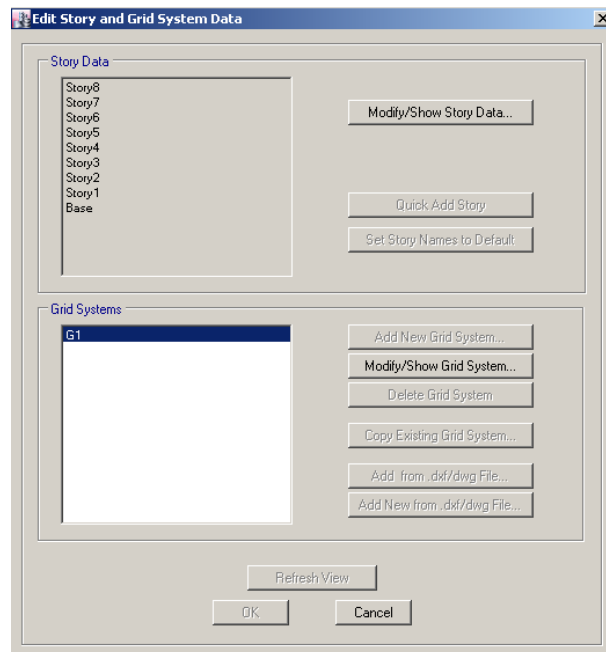 Edit Story and Grid System Data
Story Data
Story8
Story7
Story6
Story5
Story4
Story3
Story2
Story1
Base
Modify/Show Story Data...
Quick Add Story
Set Story Names to Default
Grid Systems
G1
Add New Grid System...
Modify/Show Grid System...
Delete Grid System
Copy Existing Grid System...
Add from .dxf/dwg File...
Add New from .dxf/dwg File...
Refresh View
OK
Cancel